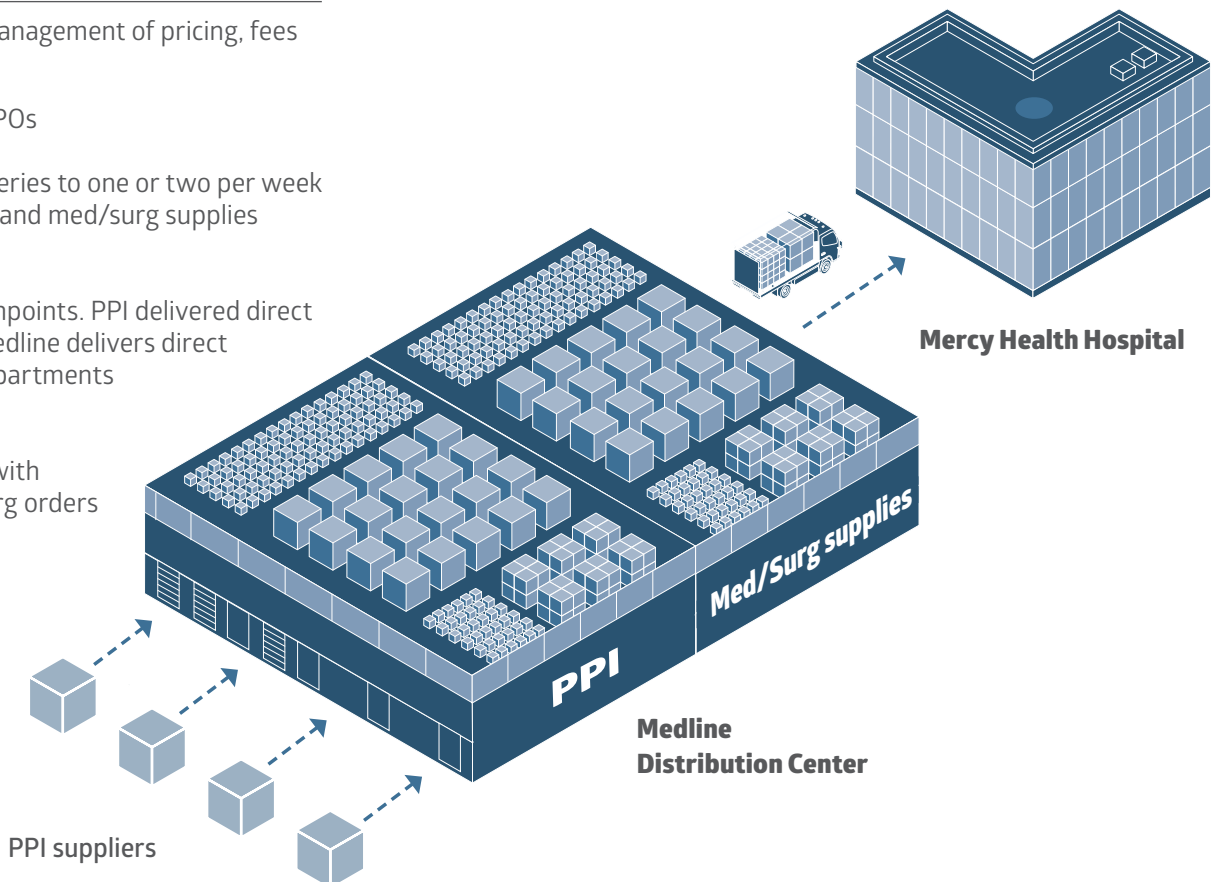 anagement of pricing, fees
POs
eries to one or two per week
and med/surg supplies
npoints. PPI delivered direct
edline delivers direct
partments
with
rg orders
Mercy Health Hospital
Med/Surg supplies
PPI
Medline
Distribution Center
PPI suppliers